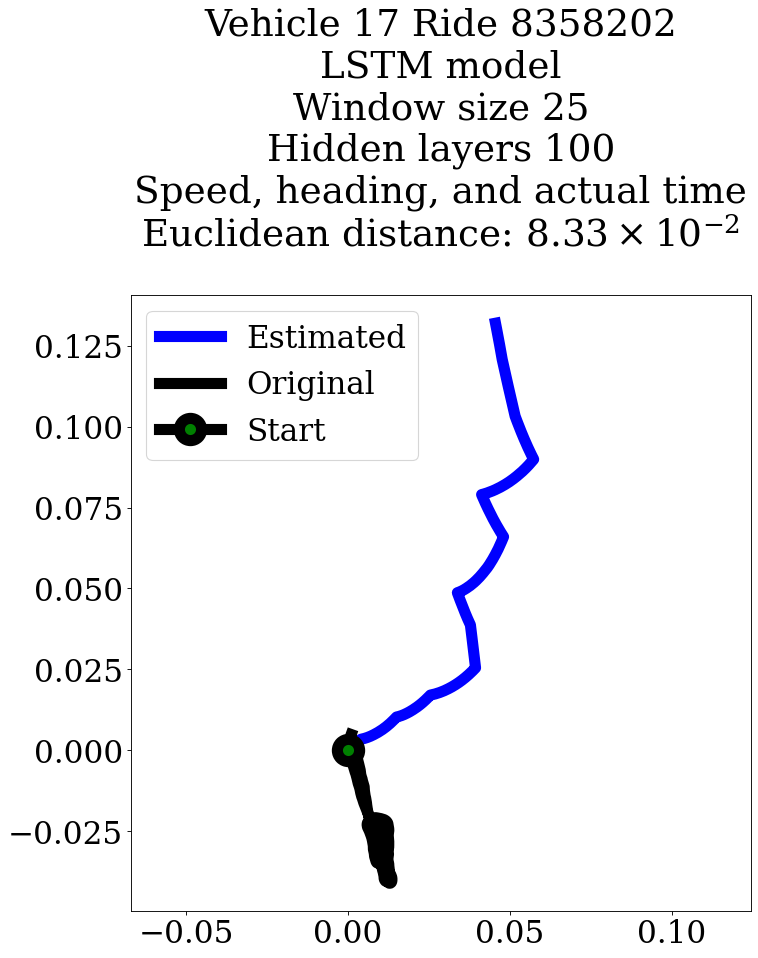 Vehicle 17 Ride 8358202
LSTM model
Window size 25
Hidden layers 100
Speed, heading, and actual time
Euclidean distance: 8.33 × 10⁻²
Estimated
Original
Start
0.125
0.100
0.075
0.050
0.025
0.000
−0.025
−0.05 0.00 0.05 0.10